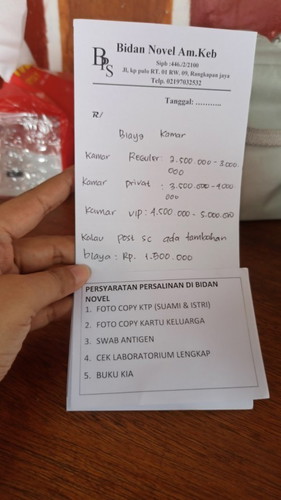 BPS
Bidan Novel Am.Keb
Siph :446./2/2100
Jl, kp pulo RT. 01 RW. 09, Rangkapan jaya
Telp. 02197632532
Tanggal: ...........
R/
Biaya Kamar
Kamar Reguler: 2.500.000 - 3.000.
000
Kamar privat : 3.500.000 - 4.000
000
Kamar vip: 4.500.000 - 5.000.000
Kalau post sc ada tambahan
biaya : Rp. 1.500.000
PERSYARATAN PERSALINAN DI BIDAN
NOVEL
1. FOTO COPY KTP (SUAMI & ISTRI)
2. FOTO COPY KARTU KELUARGA
3. SWAB ANTIGEN
4. CEK LABORATORIUM LENGKAP
5. BUKU KIA